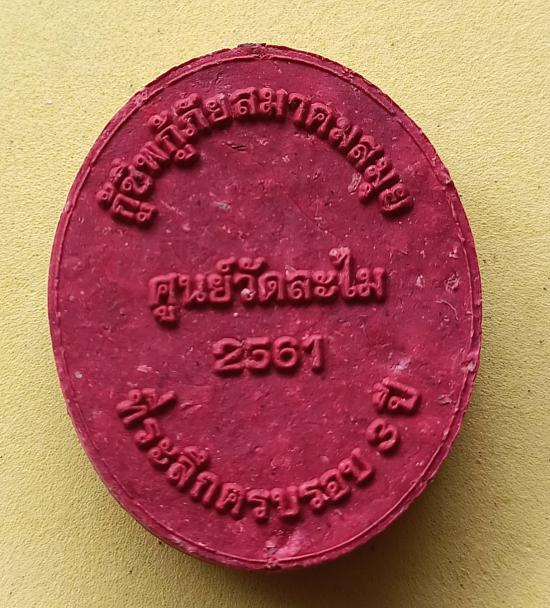 กู้ชีพกู้ภัยสมาคมสมุย
ศูนย์วัดละไม
2561
ที่ระลึกครบรอบ 3 ปี